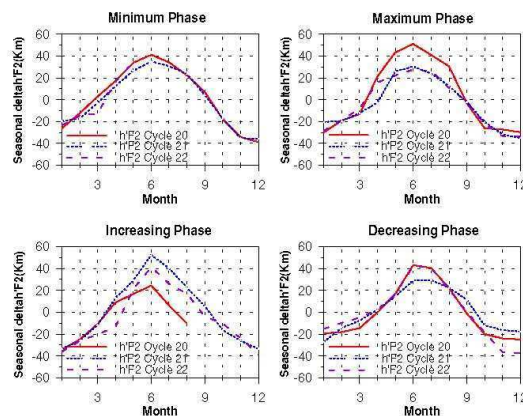 Minimum Phase
Seasonal deltah'F2(Km)
60
40
20
0
-20
-40
-60
h'F2 Cycle 20
h'F2 Cycle 21
h'F2 Cycle 22
3 6 9 12
Month
Maximum Phase
Seasonal deltah'F2(Km)
60
40
20
0
-20
-40
-60
h'F2 Cycle 20
h'F2 Cycle 21
h'F2 Cycle 22
3 6 9 12
Month
Increasing Phase
Seasonal deltah'F2(Km)
60
40
20
0
-20
-40
-60
h'F2 Cycle 20
h'F2 Cycle 21
h'F2 Cycle 22
3 6 9 12
Month
Decreasing Phase
Seasonal deltah'F2(Km)
60
40
20
0
-20
-40
-60
h'F2 Cycle 20
h'F2 Cycle 21
h'F2 Cycle 22
3 6 9 12
Month